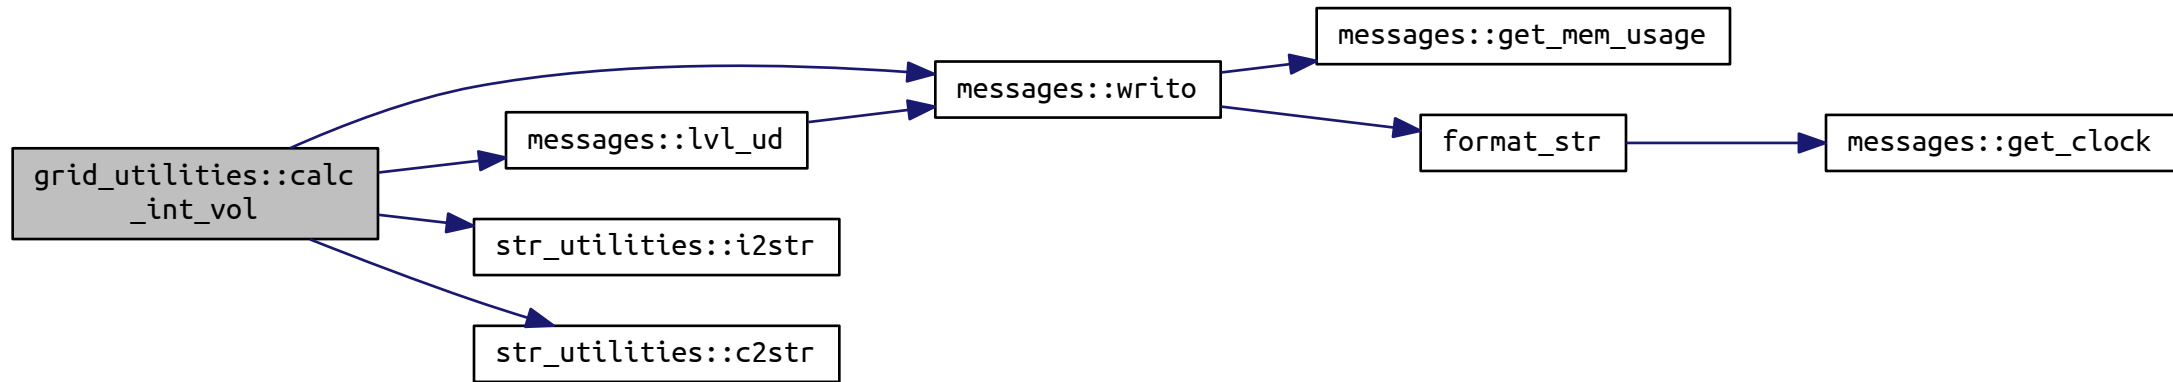 grid_utilities::calc
_int_vol
messages::lvl_ud
str_utilities::i2str
str_utilities::c2str
messages::writo
messages::get_mem_usage
format_str
messages::get_clock